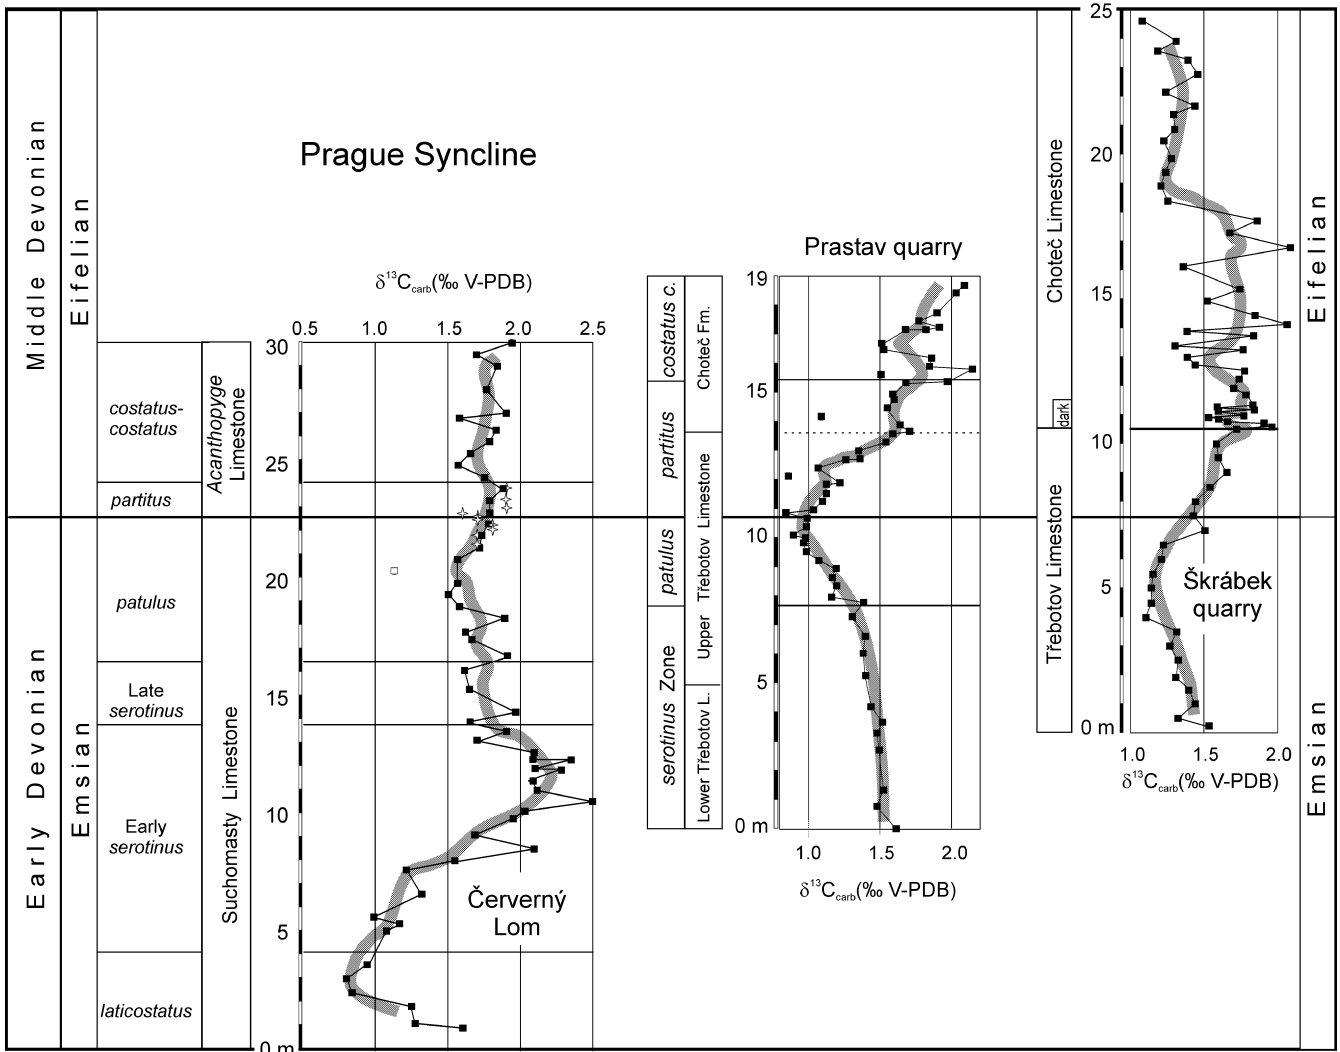 Prague Syncline
Middle Devonian
Eifelian
Early Devonian
Emsian
costatus-
costatus
partitus
patulus
Late
serotinus
Early
serotinus
laticostatus
Acanthopyge
Limestone
Suchomasty Limestone
δ13Ccarb(‰ V-PDB)
0.5 1.0 1.5 2.0 2.5
30
25
20
15
10
5
0 m
Červerný
Lom
costatus c.
partitus
patulus
serotinus Zone
Choteč Fm.
Upper Třebotov Limestone
Lower Třebotov L.
Prastav quarry
19
15
10
5
0 m
1.0 1.5 2.0
δ13Ccarb(‰ V-PDB)
Choteč Limestone
dark
Třebotov Limestone
25
20
15
10
5
0 m
Škrábek
quarry
1.0 1.5 2.0
δ13Ccarb(‰ V-PDB)
Eifelian
Emsian